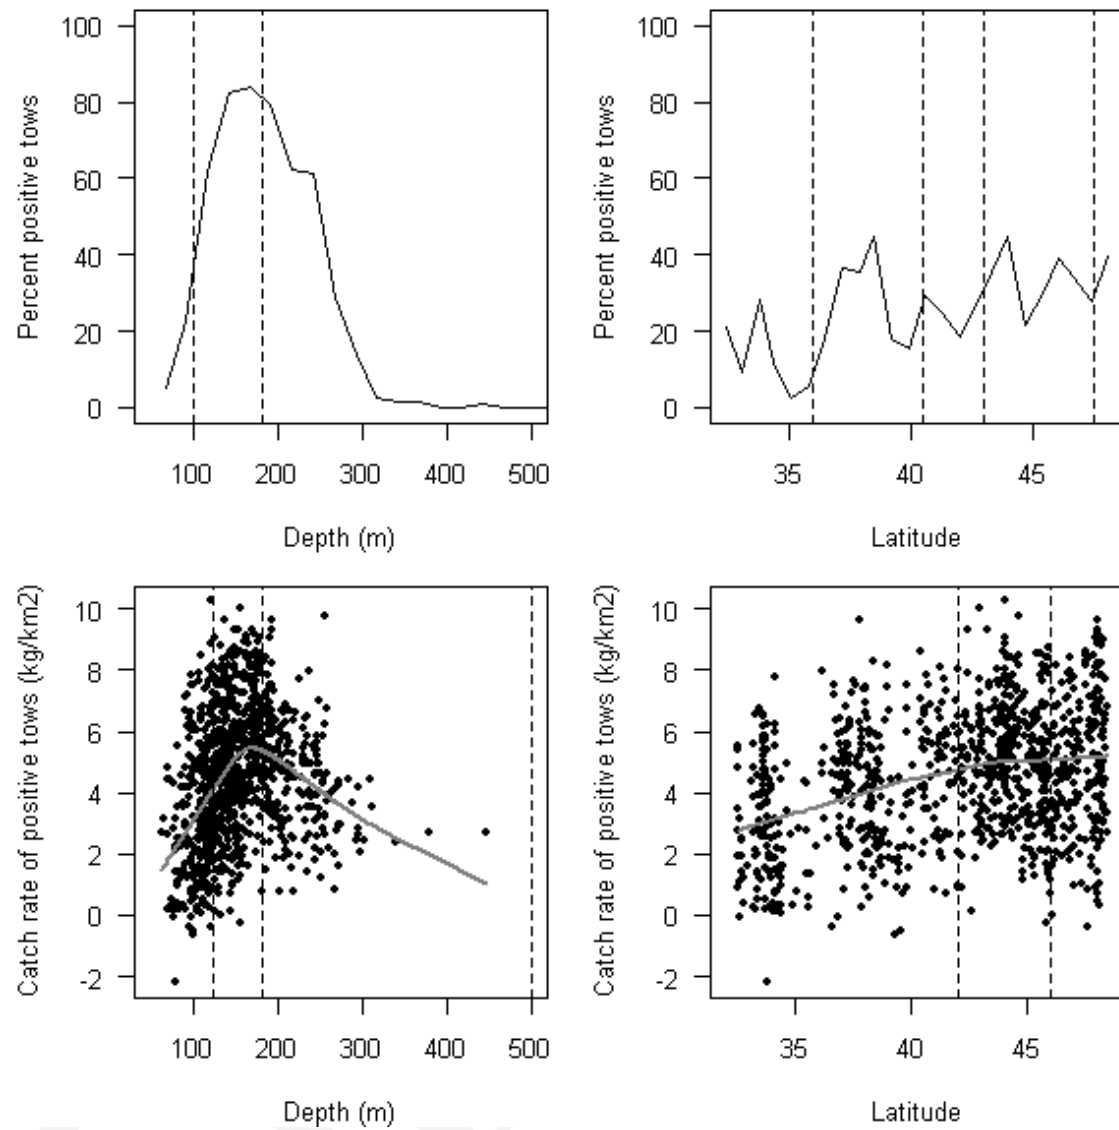 Percent positive tows
100
80
60
40
20
0
100 200 300 400 500
Depth (m)
Percent positive tows
100
80
60
40
20
0
35 40 45
Latitude
Catch rate of positive tows (kg/km2)
10
8
6
4
2
0
-2
100 200 300 400 500
Depth (m)
Catch rate of positive tows (kg/km2)
10
8
6
4
2
0
-2
35 40 45
Latitude